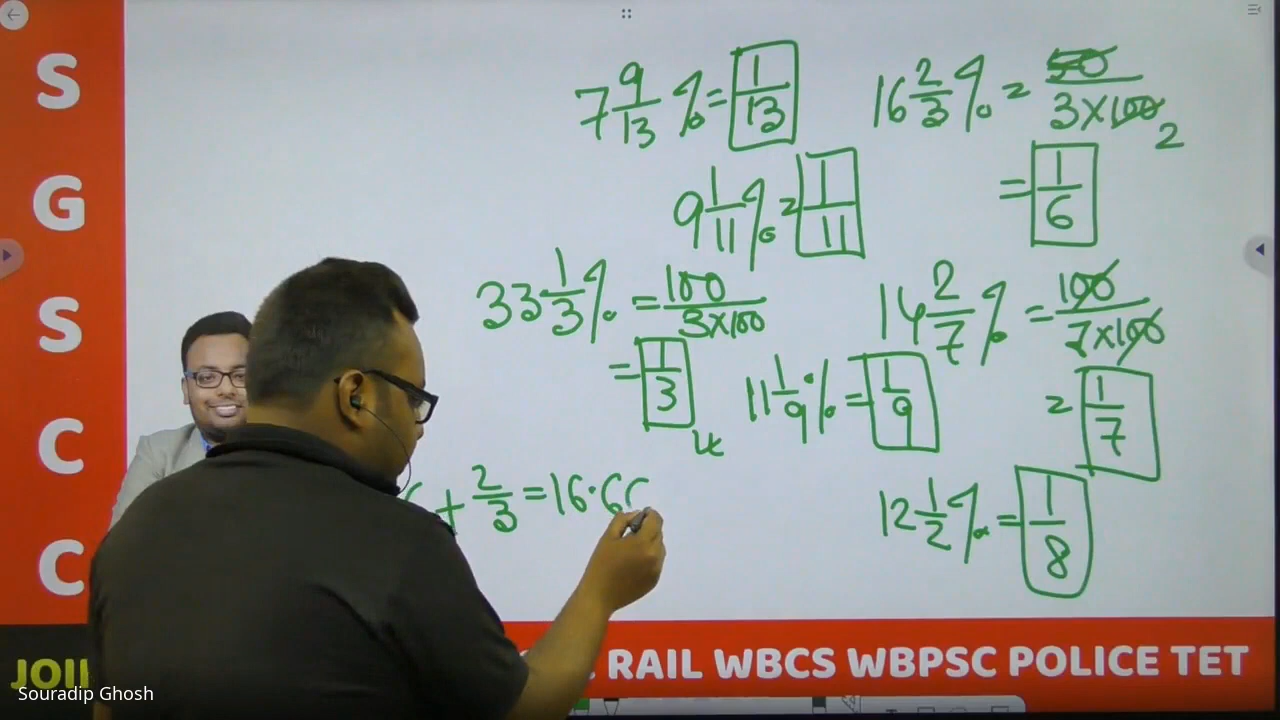 S
G
S
C
C
7 9/13 % = 1/13
16 2/3 % = 50/3×100 2
= 1/6
9 1/11 % = 1/11
33 1/3 % = 100/3×100
= 1/3
14 2/7 % = 100/7×100
= 1/7
11 1/9 % = 1/9
12 1/2 % = 1/8
+ 2/3 = 16.66
RAIL WBCS WBPSC POLICE TET
Souradip Ghosh